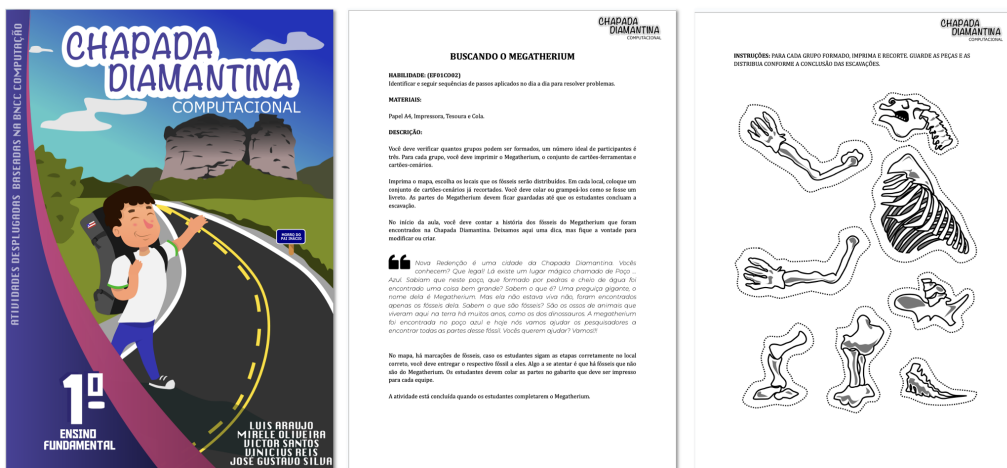 ATIVIDADES DESPLUGADAS BASEADAS NA BNCC COMPUTAÇÃO
CHAPADA
DIAMANTINA
COMPUTACIONAL
MORRO DO
PAI INÁCIO
1º
ENSINO
FUNDAMENTAL
LUIS ARAUJO
MIRELE OLIVEIRA
VICTOR SANTOS
VINICIUS REIS
JOSÉ GUSTAVO SILVA
CHAPADA
DIAMANTINA
COMPUTACIONAL
BUSCANDO O MEGATHERIUM
HABILIDADE: (EF01CO02)
Identificar e seguir sequências de passos aplicados no dia a dia para resolver problemas.
MATERIAIS:
Papel A4, Impressora, Tesoura e Cola.
DESCRIÇÃO:
Você deve verificar quantos grupos podem ser formados, um número ideal de participantes é
três. Para cada grupo, você deve imprimir o Megatherium, o conjunto de cartões-ferramentas e
cartões-cenários.
Imprima o mapa, escolha os locais que os fósseis serão distribuídos. Em cada local, coloque um
conjunto de cartões-cenários já recortados. Você deve colar ou grampeá-los como se fosse um
livreto. As partes do Megatherium devem ficar guardadas até que os estudantes concluam a
escavação.
No início da aula, você deve contar a história dos fósseis do Megatherium que foram
encontrados na Chapada Diamantina. Deixamos aqui uma dica, mas fique a vontade para
modificar ou criar.
Nova Redenção é uma cidade da Chapada Diamantina. Vocês
conhecem? Que legal! Lá existe um lugar mágico chamado de Poço ...
Azul. Sabiam que neste poço, que formado por pedras e cheio de água foi
encontrado uma coisa bem grande? Sabem o que é? Uma preguiça gigante, o
nome dela é Megatherium. Mas ela não estava viva não, foram encontrados
apenas os fósseis dela. Sabem o que são fósseis? São os ossos de animais que
viveram aqui na terra há muitos anos, como os dos dinossauros. A megatherium
foi encontrada no poço azul e hoje nós vamos ajudar os pesquisadores a
encontrar todas as partes desse fóssil. Vocês querem ajudar? Vamos!!!
No mapa, há marcações de fósseis, caso os estudantes sigam as etapas corretamente no local
correto, você deve entregar o respectivo fóssil a eles. Algo a se atentar é que há fósseis que não
são do Megatherium. Os estudantes devem colar as partes no gabarito que deve ser impresso
para cada equipe.
A atividade está concluída quando os estudantes completarem o Megatherium.
CHAPADA
DIAMANTINA
COMPUTACIONAL
INSTRUÇÕES: PARA CADA GRUPO FORMADO, IMPRIMA E RECORTE. GUARDE AS PEÇAS E AS
DISTRIBUA CONFORME A CONCLUSÃO DAS ESCAVAÇÕES.